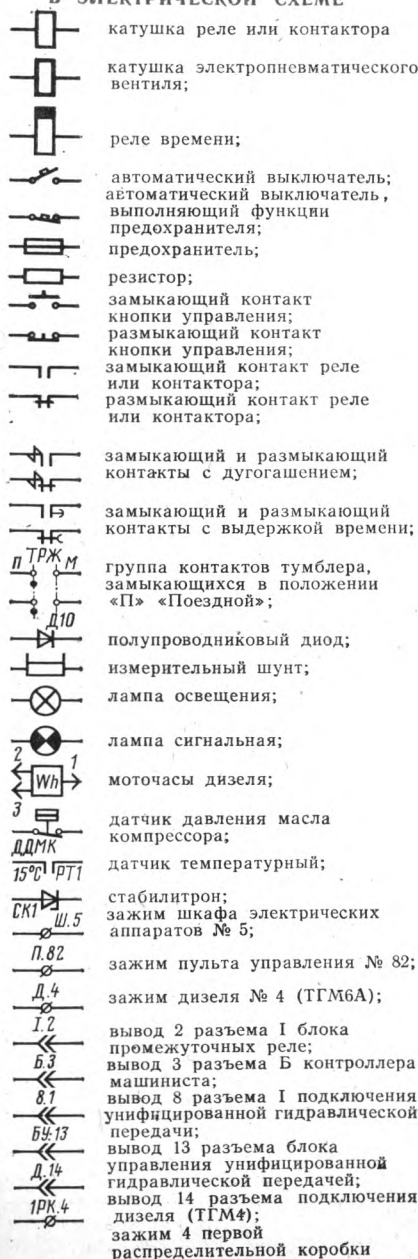 В ЭЛЕКТРИЧЕСКОЙ СХЕМЕ
катушка реле или контактора
катушка электропневматического
вентиля;
реле времени;
автоматический выключатель;
автоматический выключатель,
выполняющий функции
предохранителя;
предохранитель;
резистор;
замыкающий контакт
кнопки управления;
размыкающий контакт
кнопки управления;
замыкающий контакт реле
или контактора;
размыкающий контакт реле
или контактора;
замыкающий и размыкающий
контакты с дугогашением;
замыкающий и размыкающий
контакты с выдержкой времени;
П ТРЖ М
группа контактов тумблера,
замыкающихся в положении
«П» «Поездной»;
Д10
полупроводниковый диод;
измерительный шунт;
лампа освещения;
лампа сигнальная;
2 1
Wh
моточасы дизеля;
3
датчик давления масла
компрессора;
ДДМК
15°С РТ1
датчик температурный;
стабилитрон;
СК1
Ш.5
зажим шкафа электрических
аппаратов № 5;
П.82
зажим пульта управления № 82;
Д.4
зажим дизеля № 4 (ТГМ6А);
I.2
вывод 2 разъема I блока
промежуточных реле;
Б.3
вывод 3 разъема Б контроллера
машиниста;
8.1
вывод 8 разъема I подключения
унифицированной гидравлической
передачи;
БУ.13
вывод 13 разъема блока
управления унифицированной
гидравлической передачей;
Д.14
вывод 14 разъема подключения
дизеля (ТГМ4);
1РК.4
зажим 4 первой
распределительной коробки